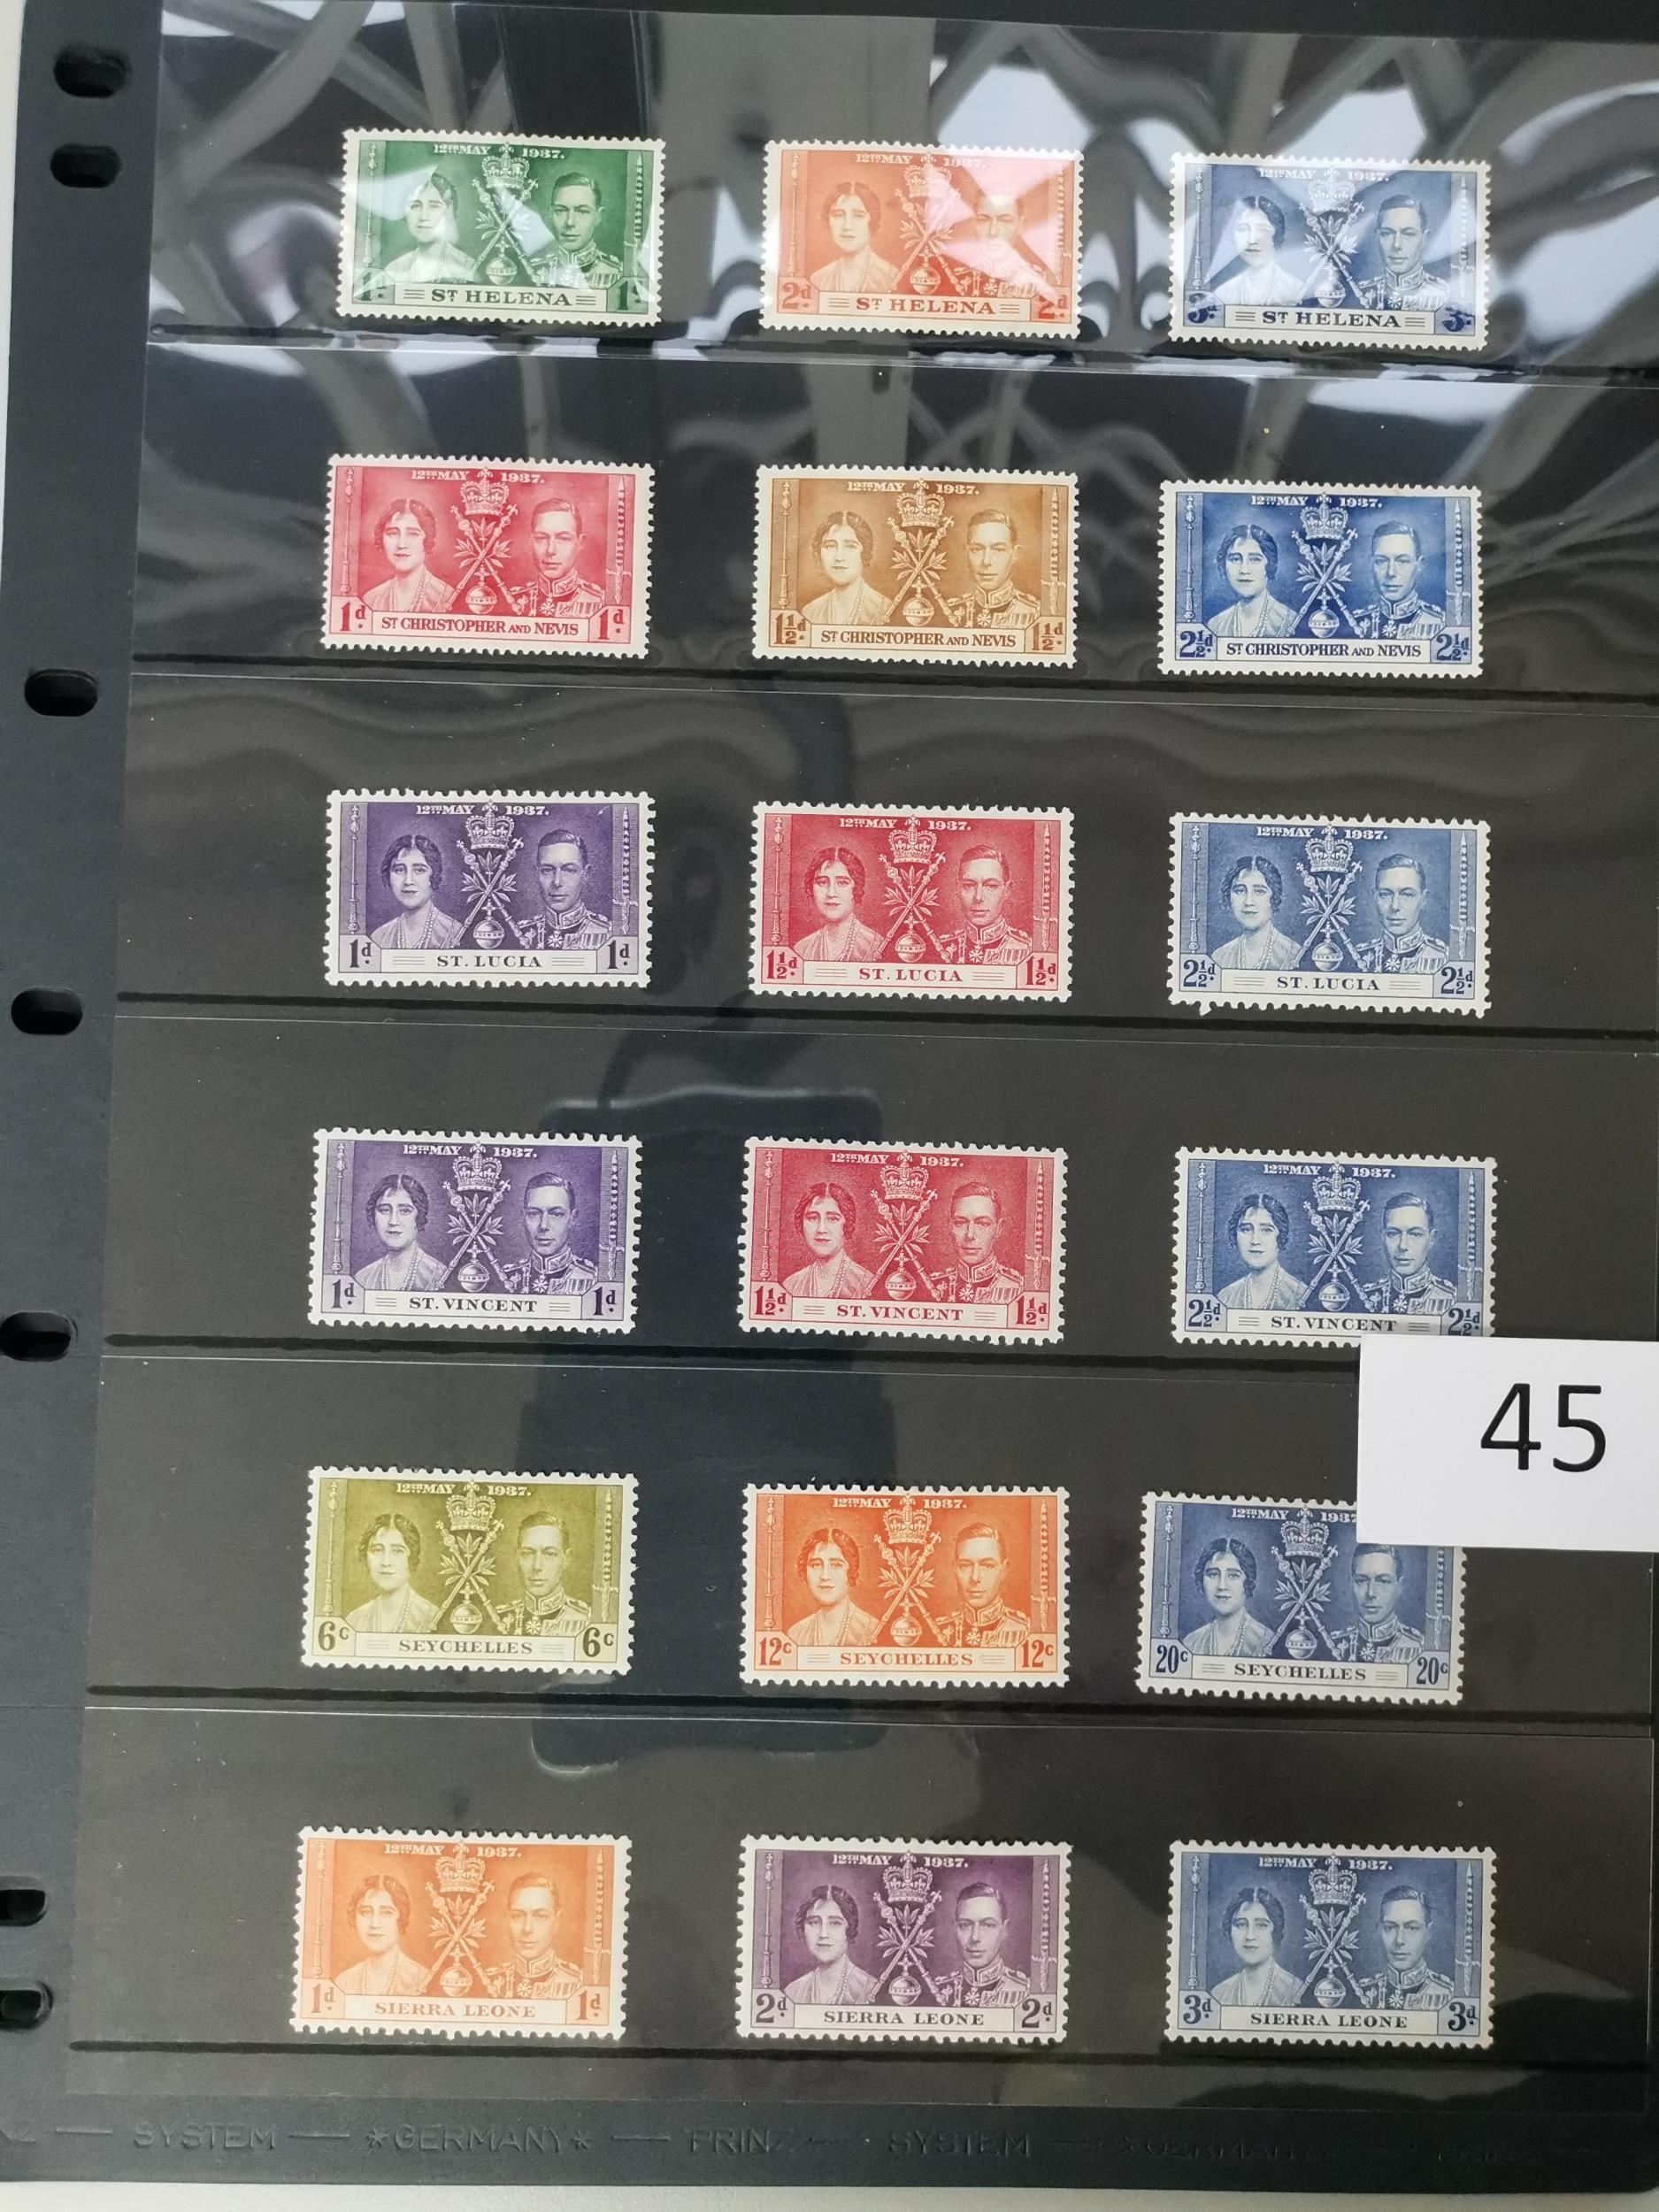 12TH MAY 1937.
1d. ST HELENA 1d.
12TH MAY 1937.
2d. ST HELENA 2d.
12TH MAY 1937.
3d. ST HELENA 3d.
12TH MAY 1937.
1d. ST CHRISTOPHER AND NEVIS 1d.
12TH MAY 1937.
1½d. ST CHRISTOPHER AND NEVIS 1½d.
12TH MAY 1937.
2½d. ST CHRISTOPHER AND NEVIS 2½d.
12TH MAY 1937.
1d. ST. LUCIA 1d.
12TH MAY 1937.
1½d. ST. LUCIA 1½d.
12TH MAY 1937.
2½d. ST. LUCIA 2½d.
12TH MAY 1937.
1d. ST. VINCENT 1d.
12TH MAY 1937.
1½d. ST. VINCENT 1½d.
12TH MAY 1937.
2½d. ST. VINCENT 2½d.
45
12TH MAY 1937.
6c SEYCHELLES 6c
12TH MAY 1937.
12c SEYCHELLES 12c
12TH MAY 1937
20c SEYCHELLES 20c
12TH MAY 1937.
1d. SIERRA LEONE 1d.
12TH MAY 1937.
2d. SIERRA LEONE 2d.
12TH MAY 1937.
3d. SIERRA LEONE 3d.
SYSTEM — *GERMANY* — PRINZ — SYSTEM — *GERMANY